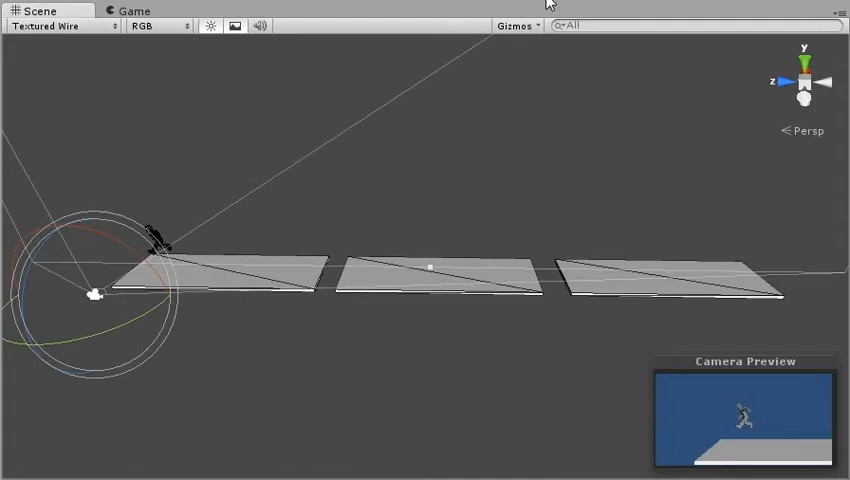 Scene
Game
Textured Wire
RGB
Gizmos
All
y
z
Persp
Camera Preview